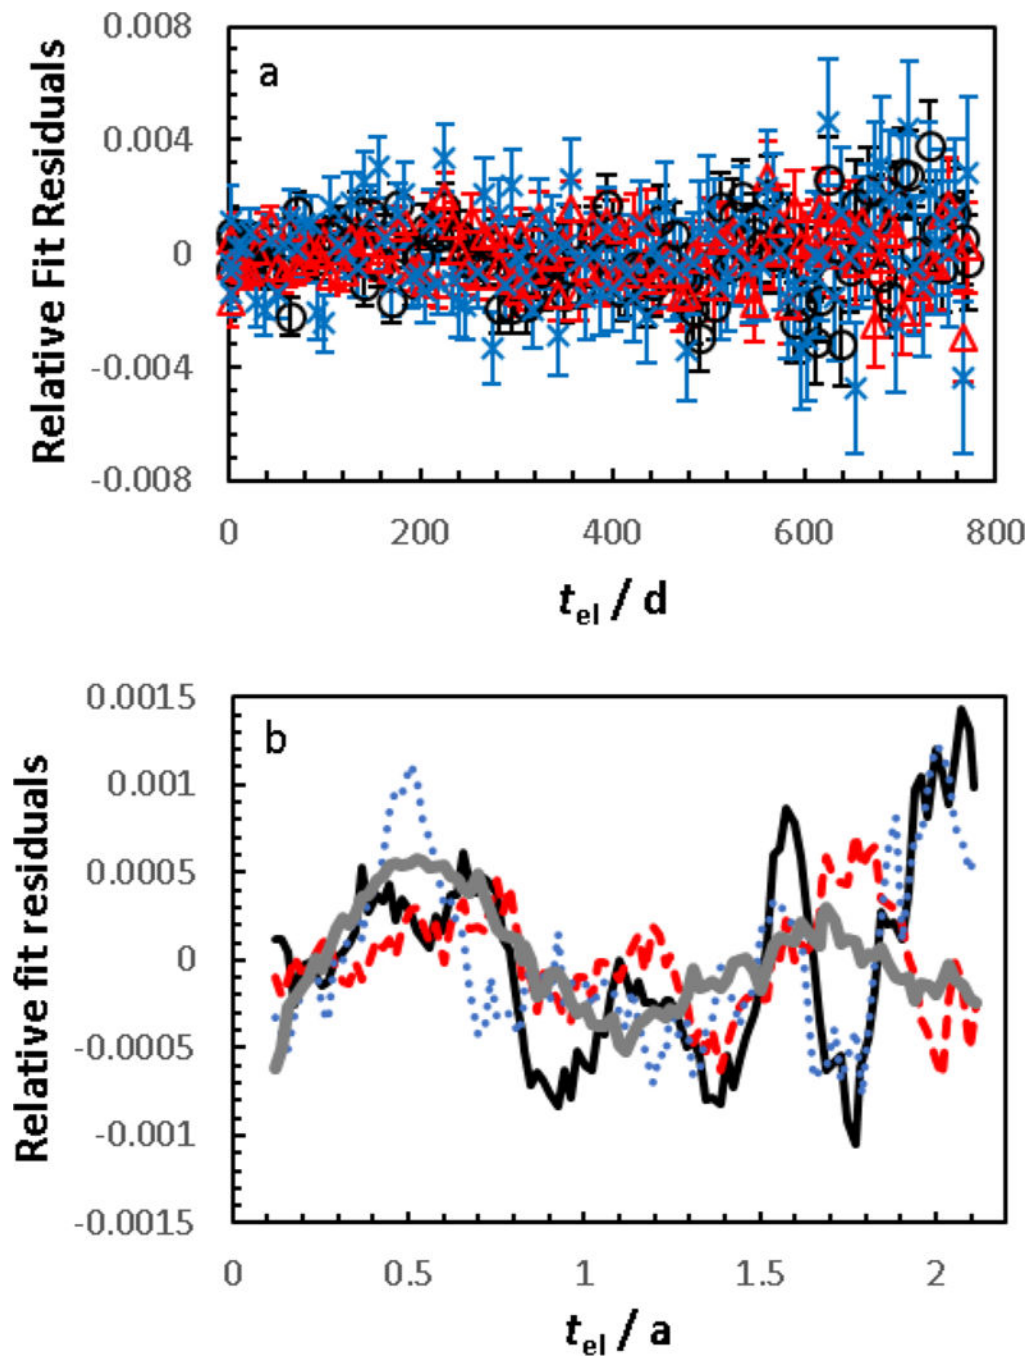 Relative Fit Residuals
0.008
0.004
0
-0.004
-0.008
a
0 200 400 600 800
tel / d
Relative fit residuals
0.0015
0.001
0.0005
0
-0.0005
-0.001
-0.0015
b
0 0.5 1 1.5 2
tel / a